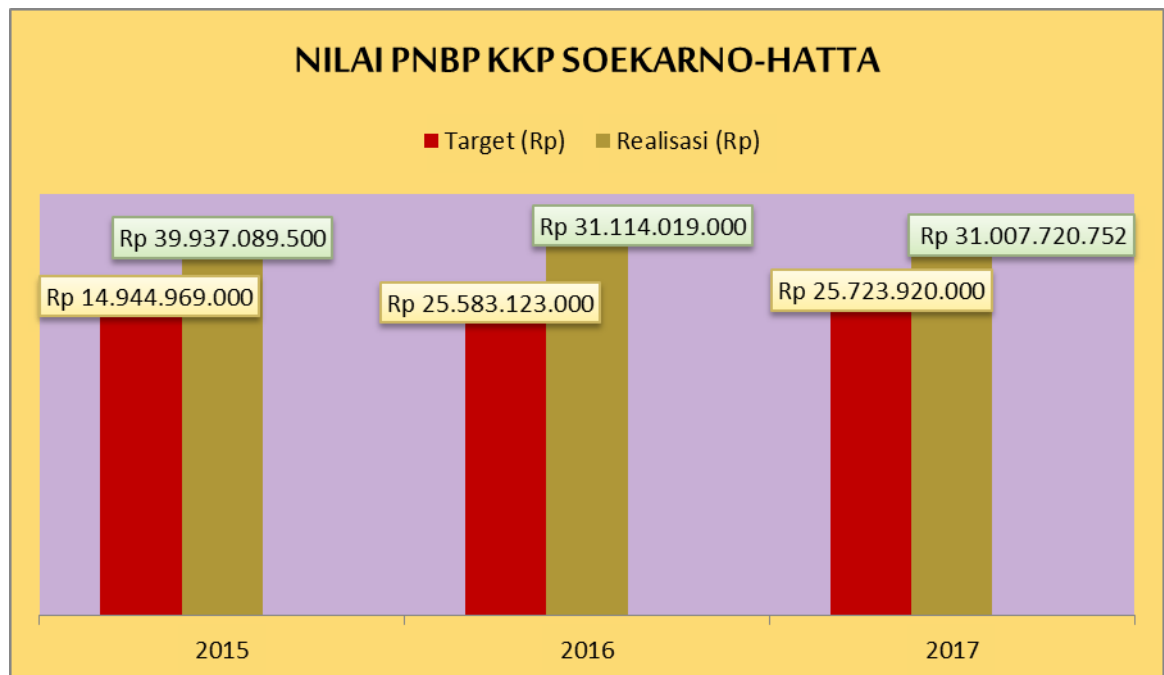 NILAI PNBP KKP SOEKARNO-HATTA
Target (Rp) Realisasi (Rp)
Rp 39.937.089.500
Rp 31.114.019.000
Rp 31.007.720.752
Rp 14.944.969.000
Rp 25.583.123.000
Rp 25.723.920.000
2015 2016 2017